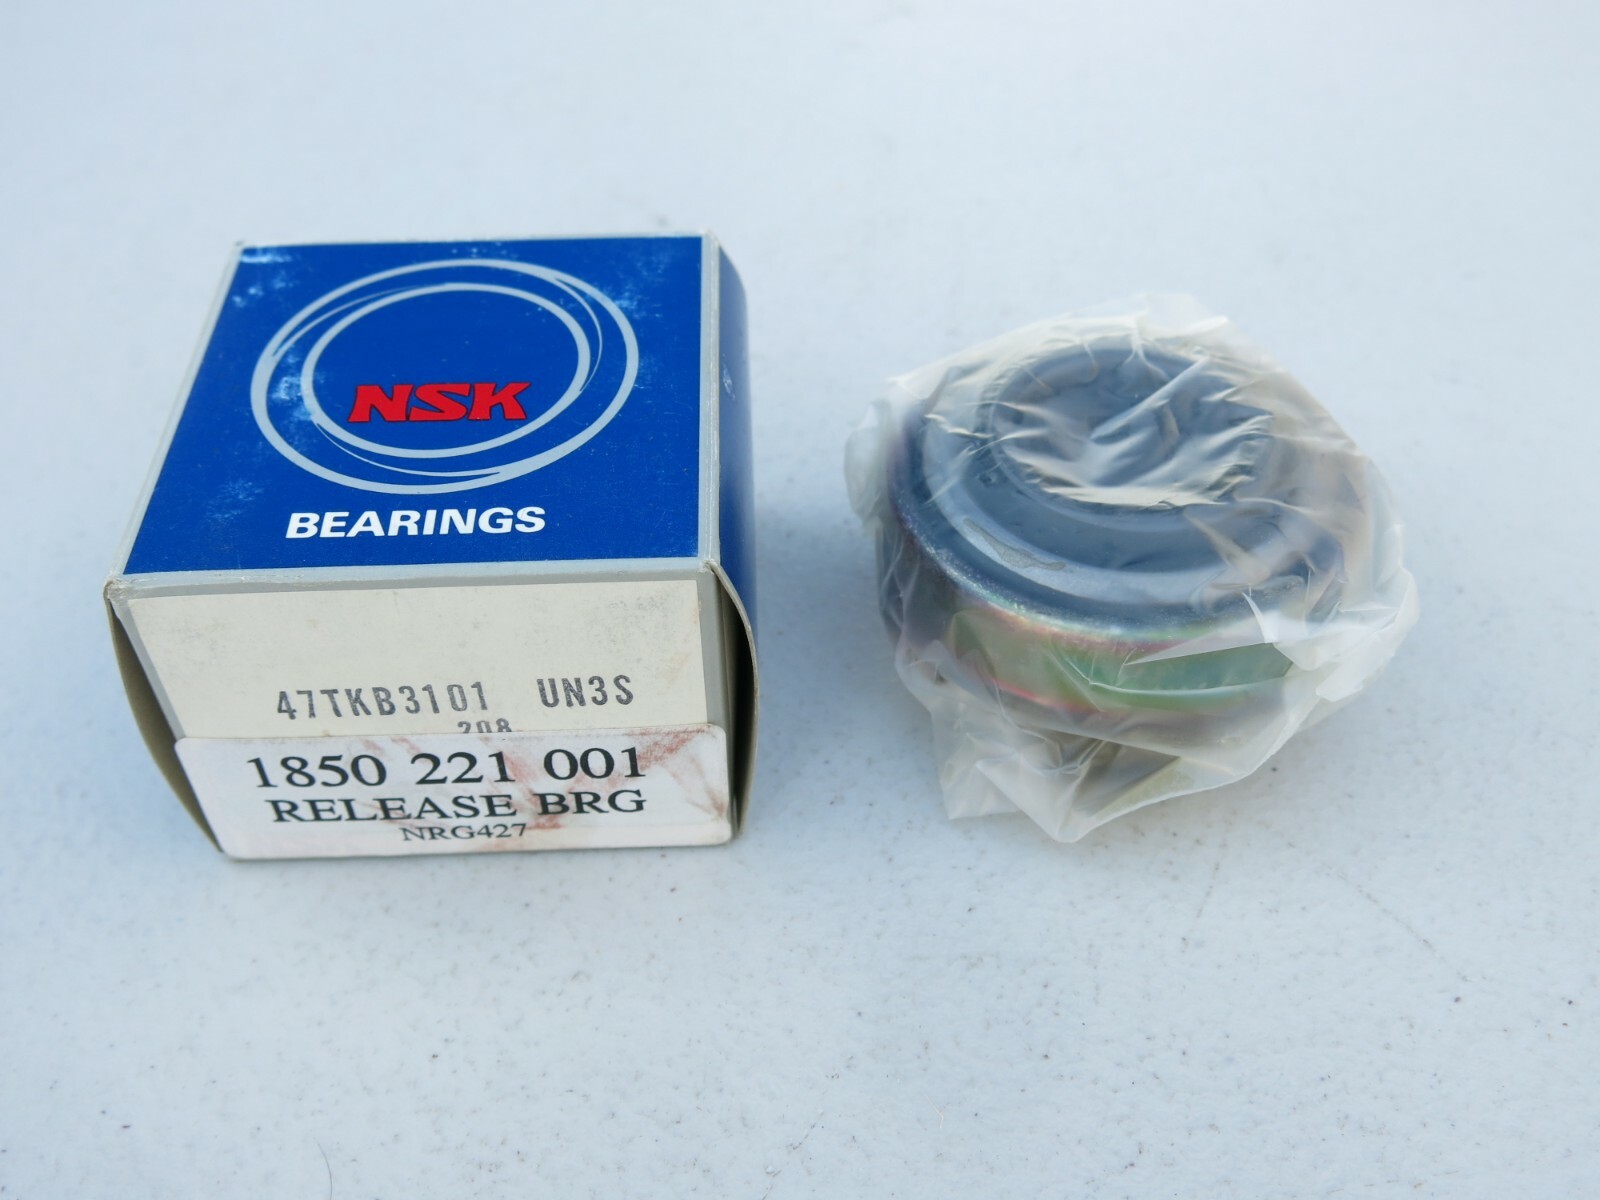 NSK
BEARINGS
47TKB3101 UN3S
208
1850 221 001
RELEASE BRG
NRG427